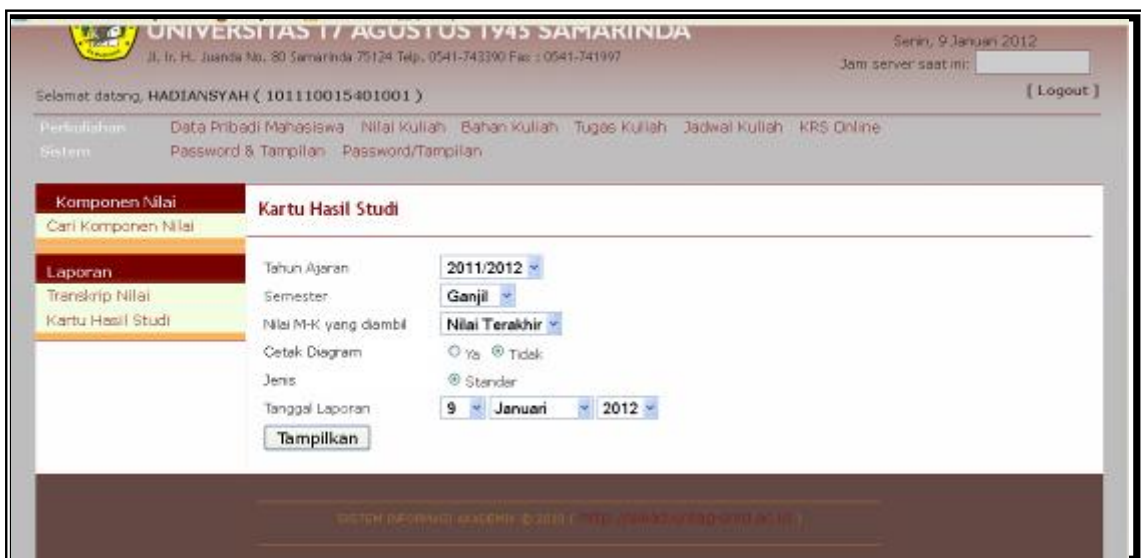 UNIVERSITAS 17 AGUSTUS 1945 SAMARINDA
Jl. Ir. H. Juanda No. 80 Samarinda 75124 Telp. 0541-743390 Fax : 0541-741997
Senin, 9 Januari 2012
Jam server saat ini:
Selamat datang, HADIANSYAH ( 101110015401001 )
[ Logout ]
Perkuliahan Data Pribadi Mahasiswa Nilai Kuliah Bahan Kuliah Tugas Kuliah Jadwal Kuliah KRS Online
Sistem Password & Tampilan Password/Tampilan
Komponen Nilai
Cari Komponen Nilai
Laporan
Transkrip Nilai
Kartu Hasil Studi
Kartu Hasil Studi
Tahun Ajaran 2011/2012
Semester Ganjil
Nilai M-K yang diambil Nilai Terakhir
Cetak Diagram Ya Tidak
Jenis Standar
Tanggal Laporan 9 Januari 2012
Tampilkan
SISTEM INFORMASI AKADEMIK © 2010 (